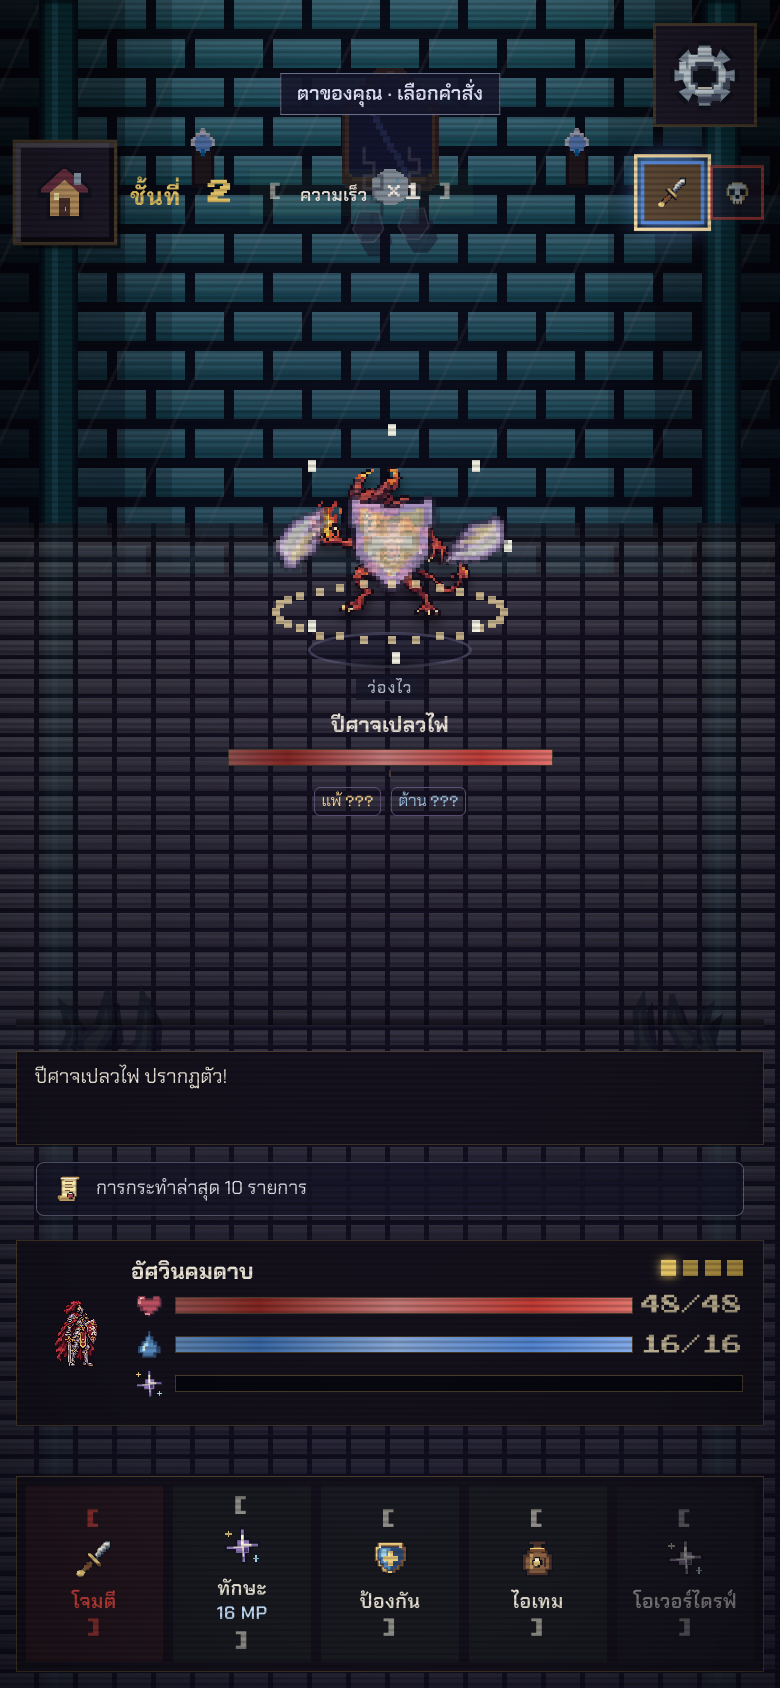 ตาของคุณ · เลือกคำสั่ง
ชั้นที่ 2 [ ความเร็ว ×1 ]
ว่องไว
ปีศาจเปลวไฟ
แพ้ ??? ต้าน ???
ปีศาจเปลวไฟ ปรากฏตัว!
การกระทำล่าสุด 10 รายการ
อัศวินคมดาบ
48/48
16/16
[ โจมตี ]
[ ทักษะ 16 MP ]
[ ป้องกัน ]
[ ไอเทม ]
[ โอเวอร์ไดรฟ์ ]